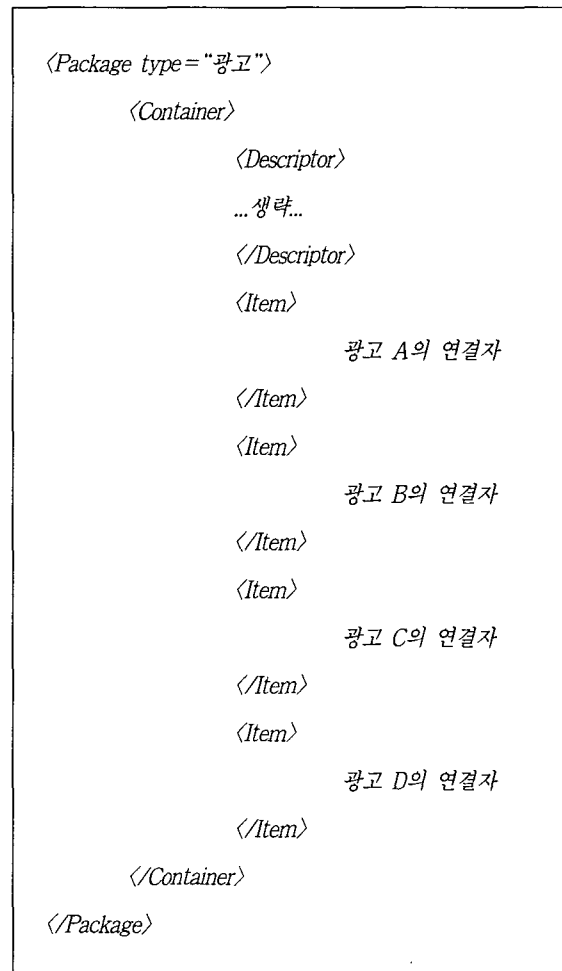 〈Package type="광고"〉
〈Container〉
〈Descriptor〉
...생략...
〈/Descriptor〉
〈Item〉
광고 A의 연결자
〈/Item〉
〈Item〉
광고 B의 연결자
〈/Item〉
〈Item〉
광고 C의 연결자
〈/Item〉
〈Item〉
광고 D의 연결자
〈/Item〉
〈/Container〉
〈/Package〉